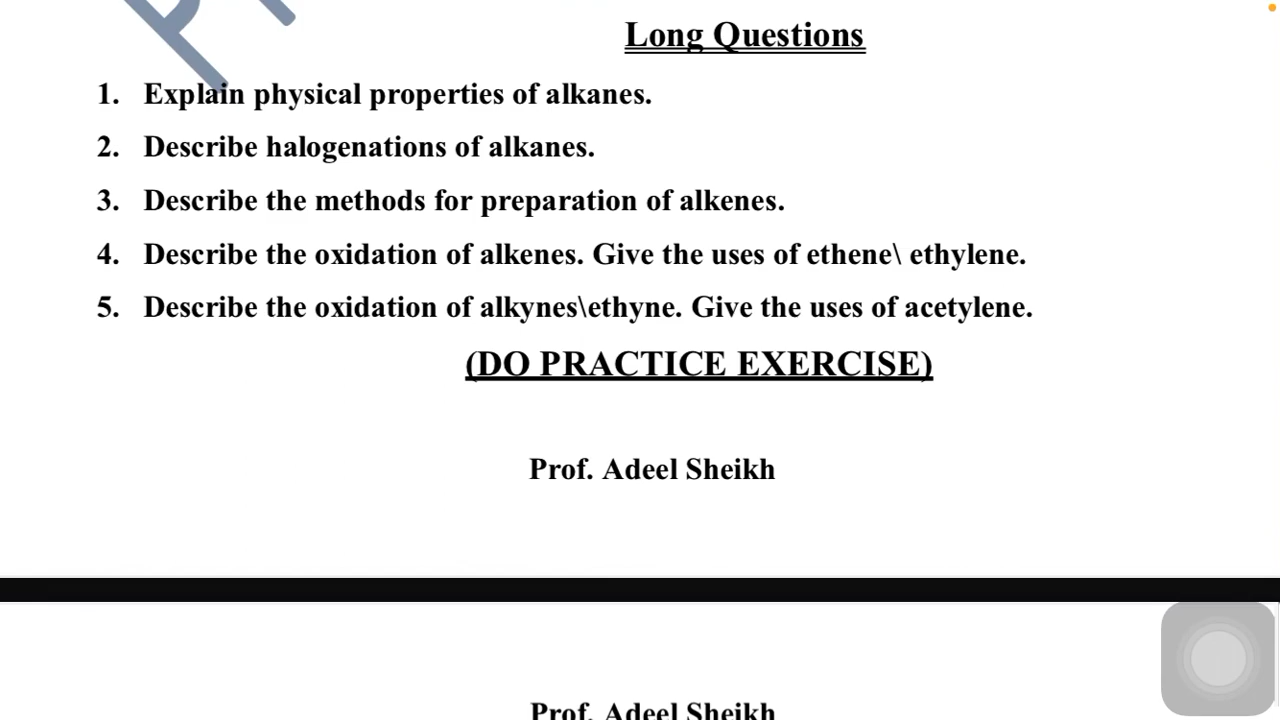 Long Questions
1. Explain physical properties of alkanes.
2. Describe halogenations of alkanes.
3. Describe the methods for preparation of alkenes.
4. Describe the oxidation of alkenes. Give the uses of ethene\ ethylene.
5. Describe the oxidation of alkynes\ethyne. Give the uses of acetylene.
(DO PRACTICE EXERCISE)
Prof. Adeel Sheikh
Prof. Adeel Sheikh